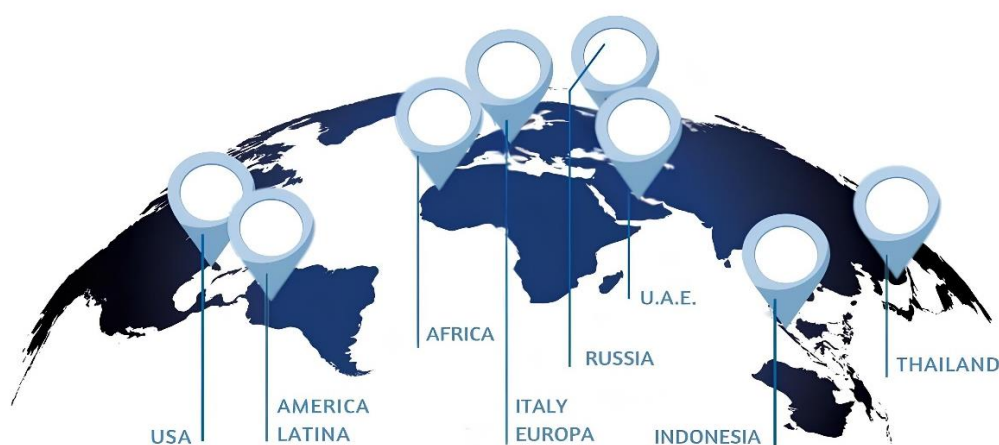 USA
AMERICA
LATINA
AFRICA
ITALY
EUROPA
RUSSIA
U.A.E.
INDONESIA
THAILAND